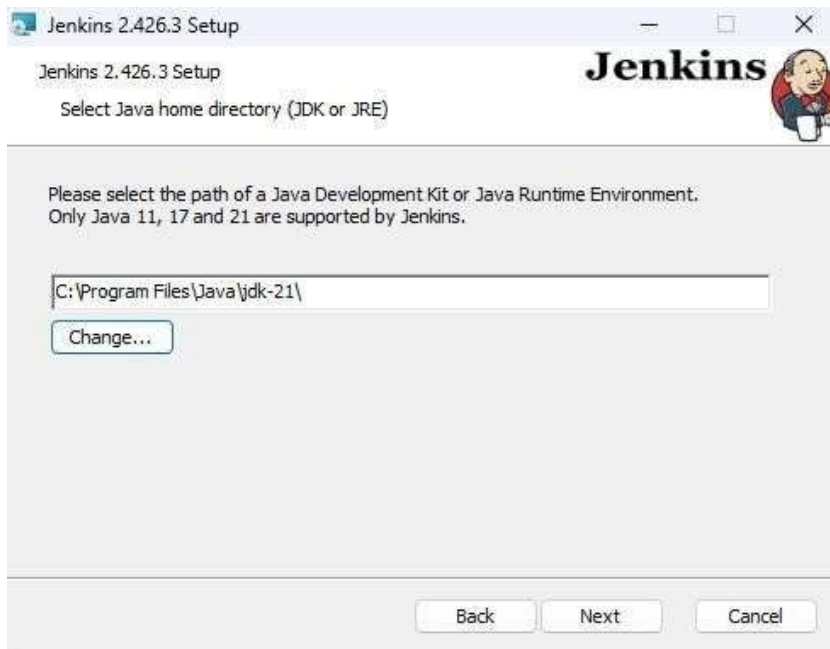 Jenkins 2.426.3 Setup
Jenkins 2.426.3 Setup
Jenkins
Select Java home directory (JDK or JRE)
Please select the path of a Java Development Kit or Java Runtime Environment.
Only Java 11, 17 and 21 are supported by Jenkins.
C:\Program Files\Java\jdk-21\
Change...
Back Next Cancel